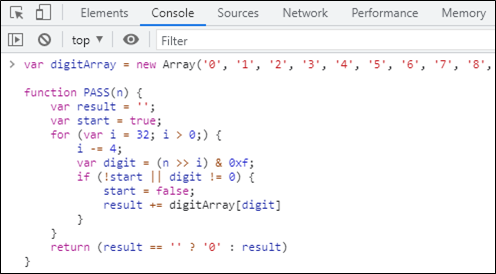 Elements Console Sources Network Performance Memory
top Filter
> var digitArray = new Array('0', '1', '2', '3', '4', '5', '6', '7', '8',
function PASS(n) {
    var result = '';
    var start = true;
    for (var i = 32; i > 0;) {
        i -= 4;
        var digit = (n >> i) & 0xf;
        if (!start || digit != 0) {
            start = false;
            result += digitArray[digit]
        }
    }
    return (result == '' ? '0' : result)
}